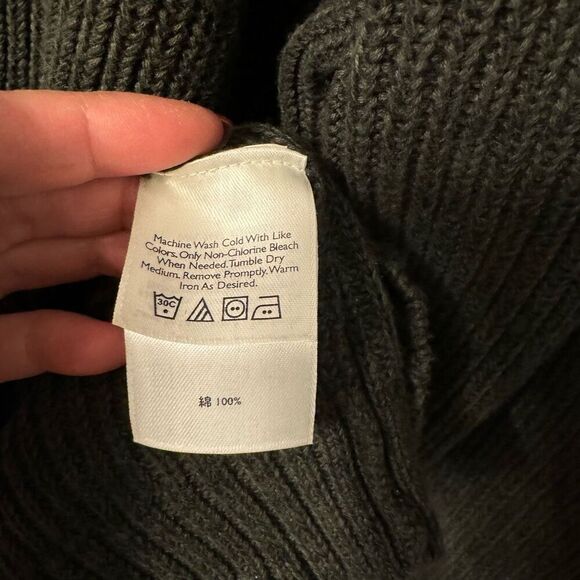 Machine Wash Cold With Like
Colors. Only Non-Chlorine Bleach
When Needed. Tumble Dry
Medium. Remove Promptly. Warm
Iron As Desired.
30C
綿 100%